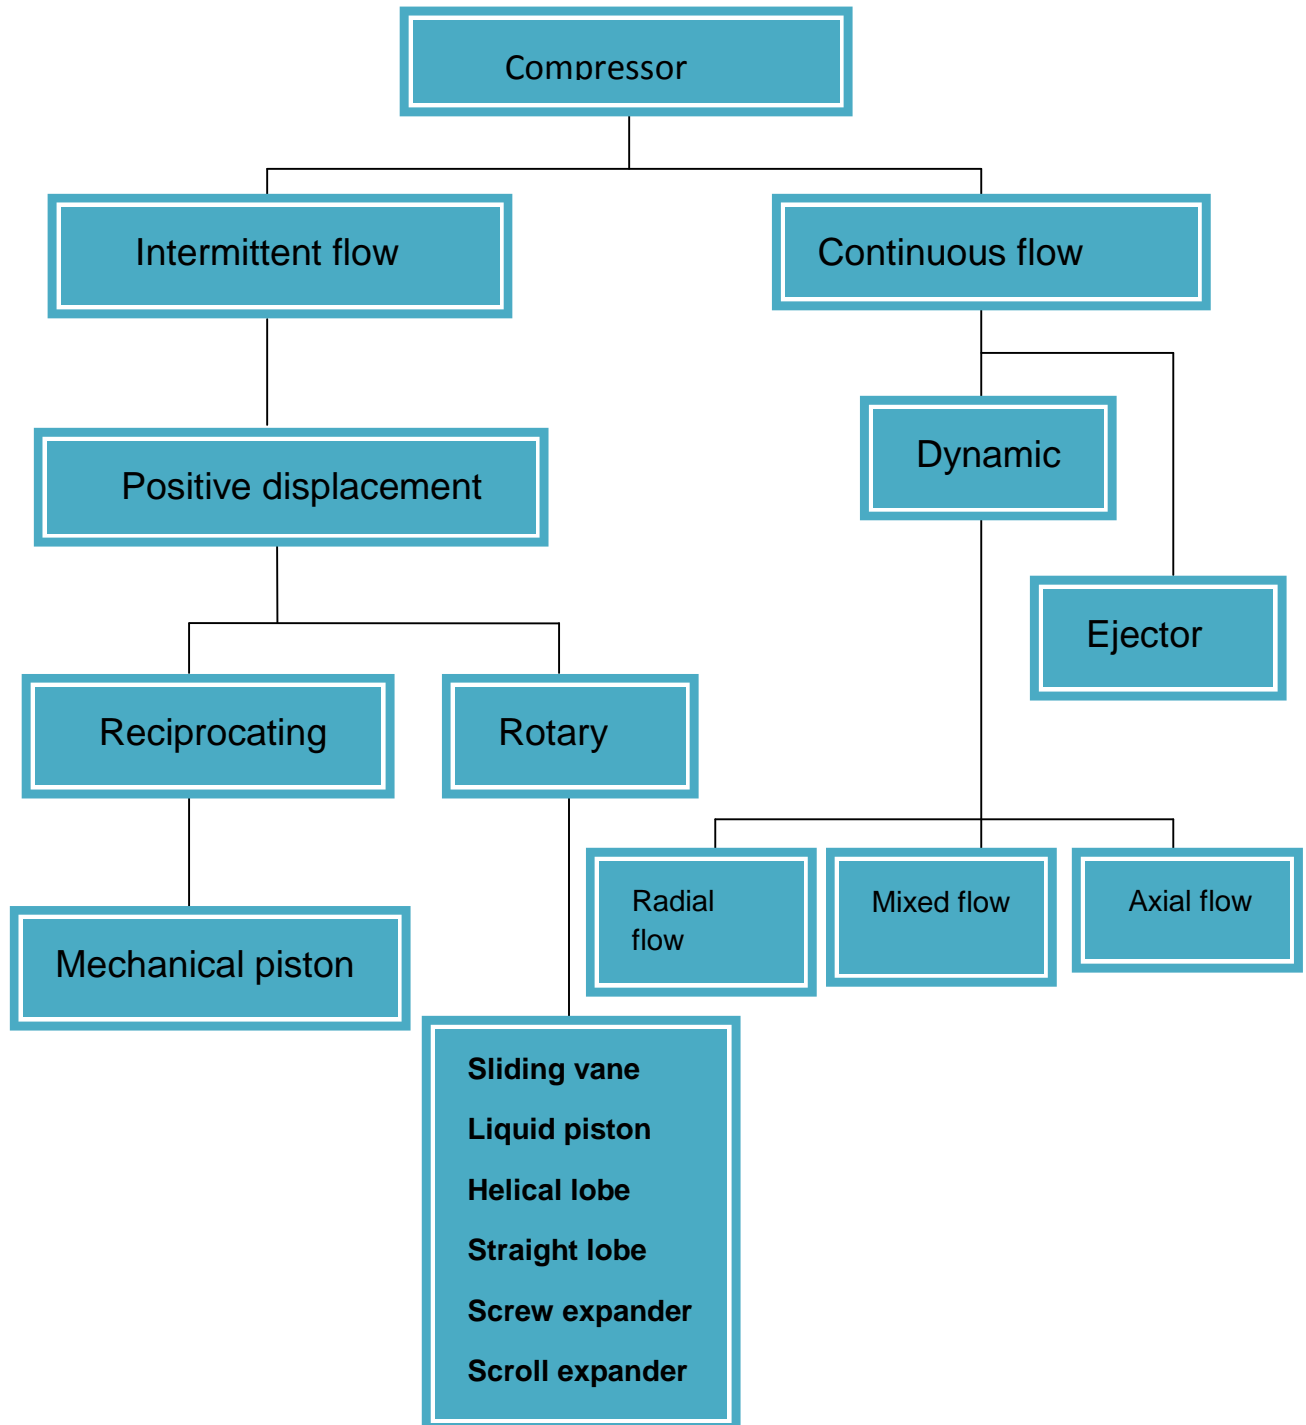 Compressor
Intermittent flow
Continuous flow
Dynamic
Positive displacement
Ejector
Reciprocating
Rotary
Radial
flow
Mixed flow
Axial flow
Mechanical piston
Sliding vane
Liquid piston
Helical lobe
Straight lobe
Screw expander
Scroll expander